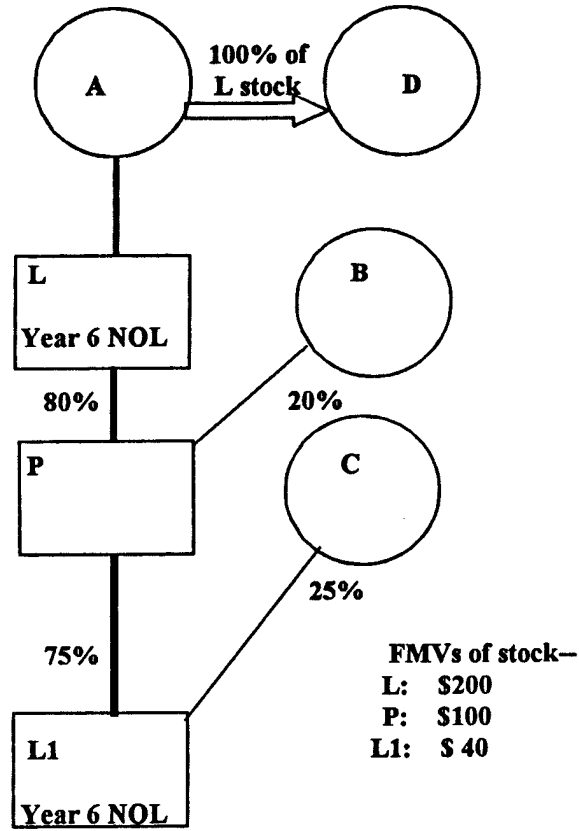 100% of
L stock
A
D
L
Year 6 NOL
B
80%
20%
P
C
25%
75%
FMVs of stock--
L: $200
P: $100
L1: $ 40
L1
Year 6 NOL